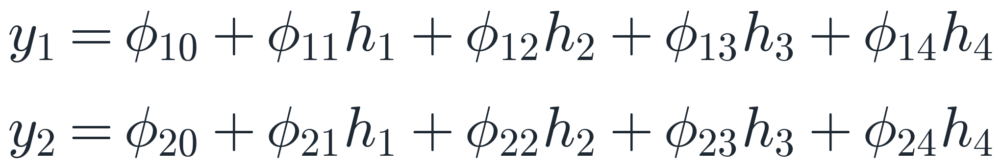 y₁ = ϕ₁₀ + ϕ₁₁h₁ + ϕ₁₂h₂ + ϕ₁₃h₃ + ϕ₁₄h₄
y₂ = ϕ₂₀ + ϕ₂₁h₁ + ϕ₂₂h₂ + ϕ₂₃h₃ + ϕ₂₄h₄